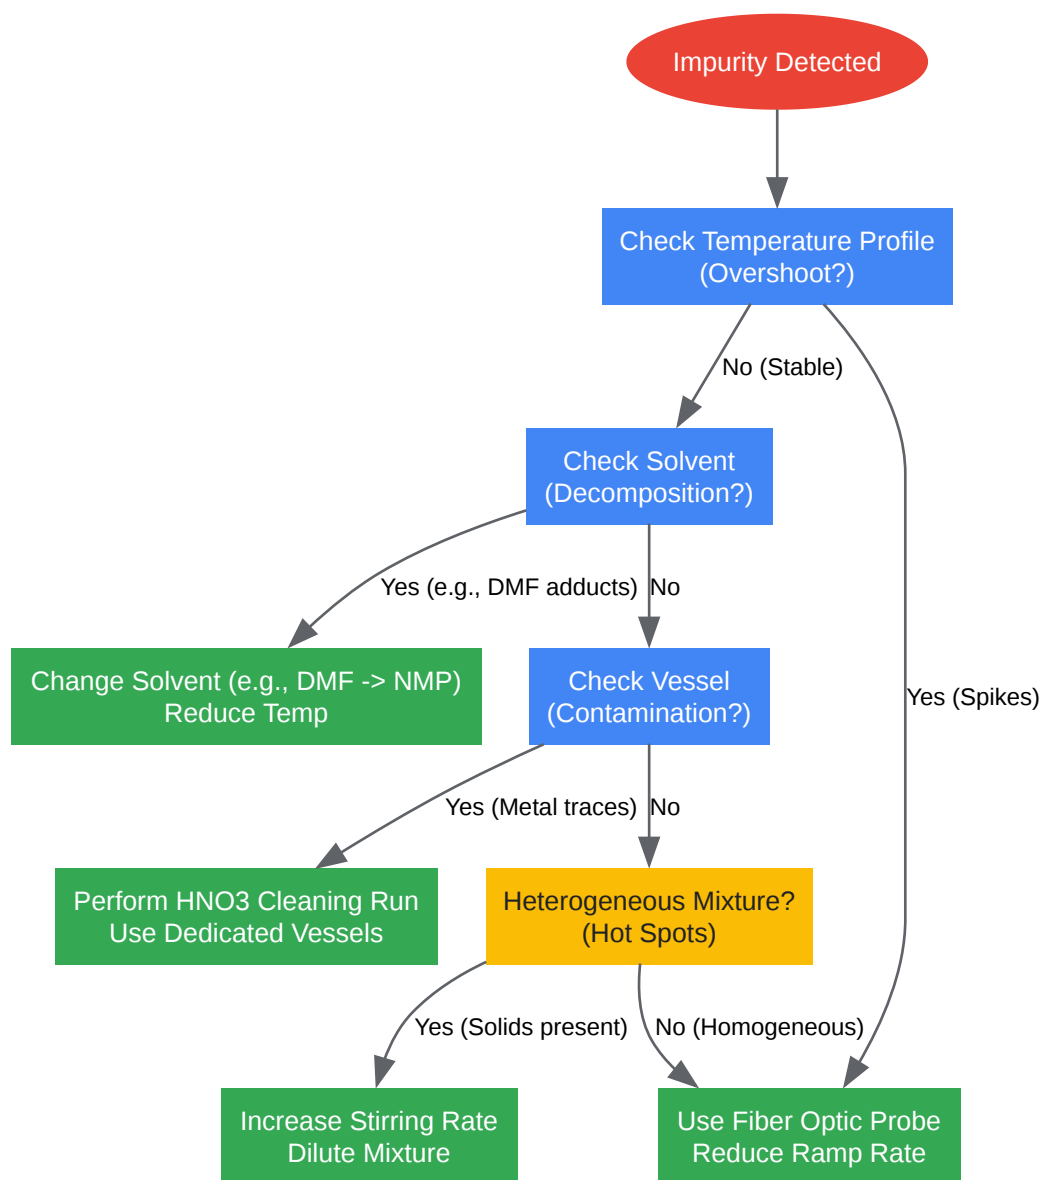 Impurity Detected
Check Temperature Profile
(Overshoot?)
No (Stable)
Check Solvent
(Decomposition?)
Yes (e.g., DMF adducts)
No
Change Solvent (e.g., DMF -> NMP)
Reduce Temp
Check Vessel
(Contamination?)
Yes (Spikes)
Yes (Metal traces)
No
Perform HNO3 Cleaning Run
Use Dedicated Vessels
Heterogeneous Mixture?
(Hot Spots)
Yes (Solids present)
No (Homogeneous)
Increase Stirring Rate
Dilute Mixture
Use Fiber Optic Probe
Reduce Ramp Rate